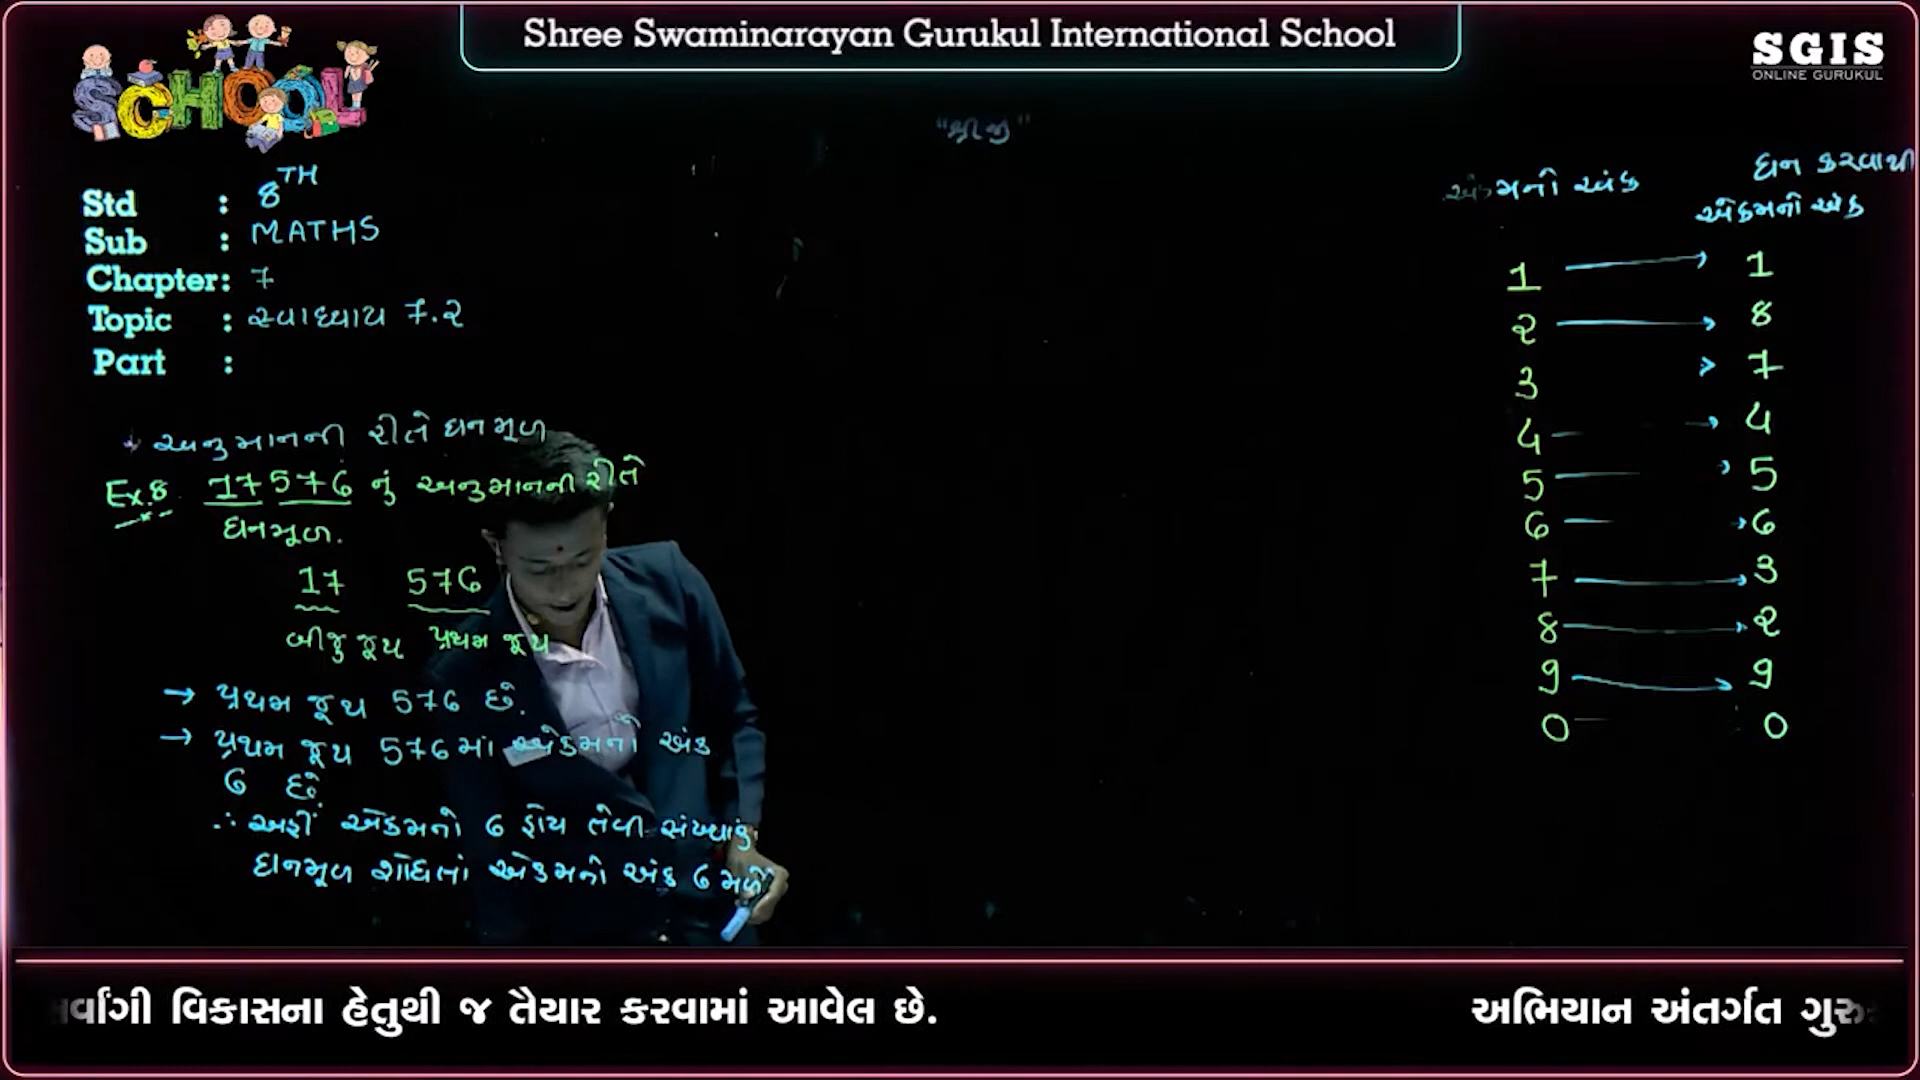 Shree Swaminarayan Gurukul International School
SCHOOL
SGIS
ONLINE GURUKUL
"શ્રીજી"
Std : 8TH
Sub : MATHS
Chapter: 7
Topic : સ્વાધ્યાય 7.2
Part :
* અનુમાનની રીતે ઘનમૂળ
Ex.8 17576 નું અનુમાનની રીતે
ઘનમૂળ.
17 576
બીજુ જૂથ પ્રથમ જૂથ
→ પ્રથમ જૂથ 576 છે.
→ પ્રથમ જૂથ 576 માં એકમનો અંક
6 છે.
∴ અહીં એકમનો 6 હોય તેવી સંખ્યાનું
ઘનમૂળ શોધતાં એકમનો અંક 6 મળે
એકમનો અંક
ઘન કરવાથી
એકમનો અંક
1 → 1
2 → 8
3 → 7
4 → 4
5 → 5
6 → 6
7 → 3
8 → 2
9 → 9
0 0
ર્વાંગી વિકાસના હેતુથી જ તૈયાર કરવામાં આવેલ છે. અભિયાન અંતર્ગત ગુરુ